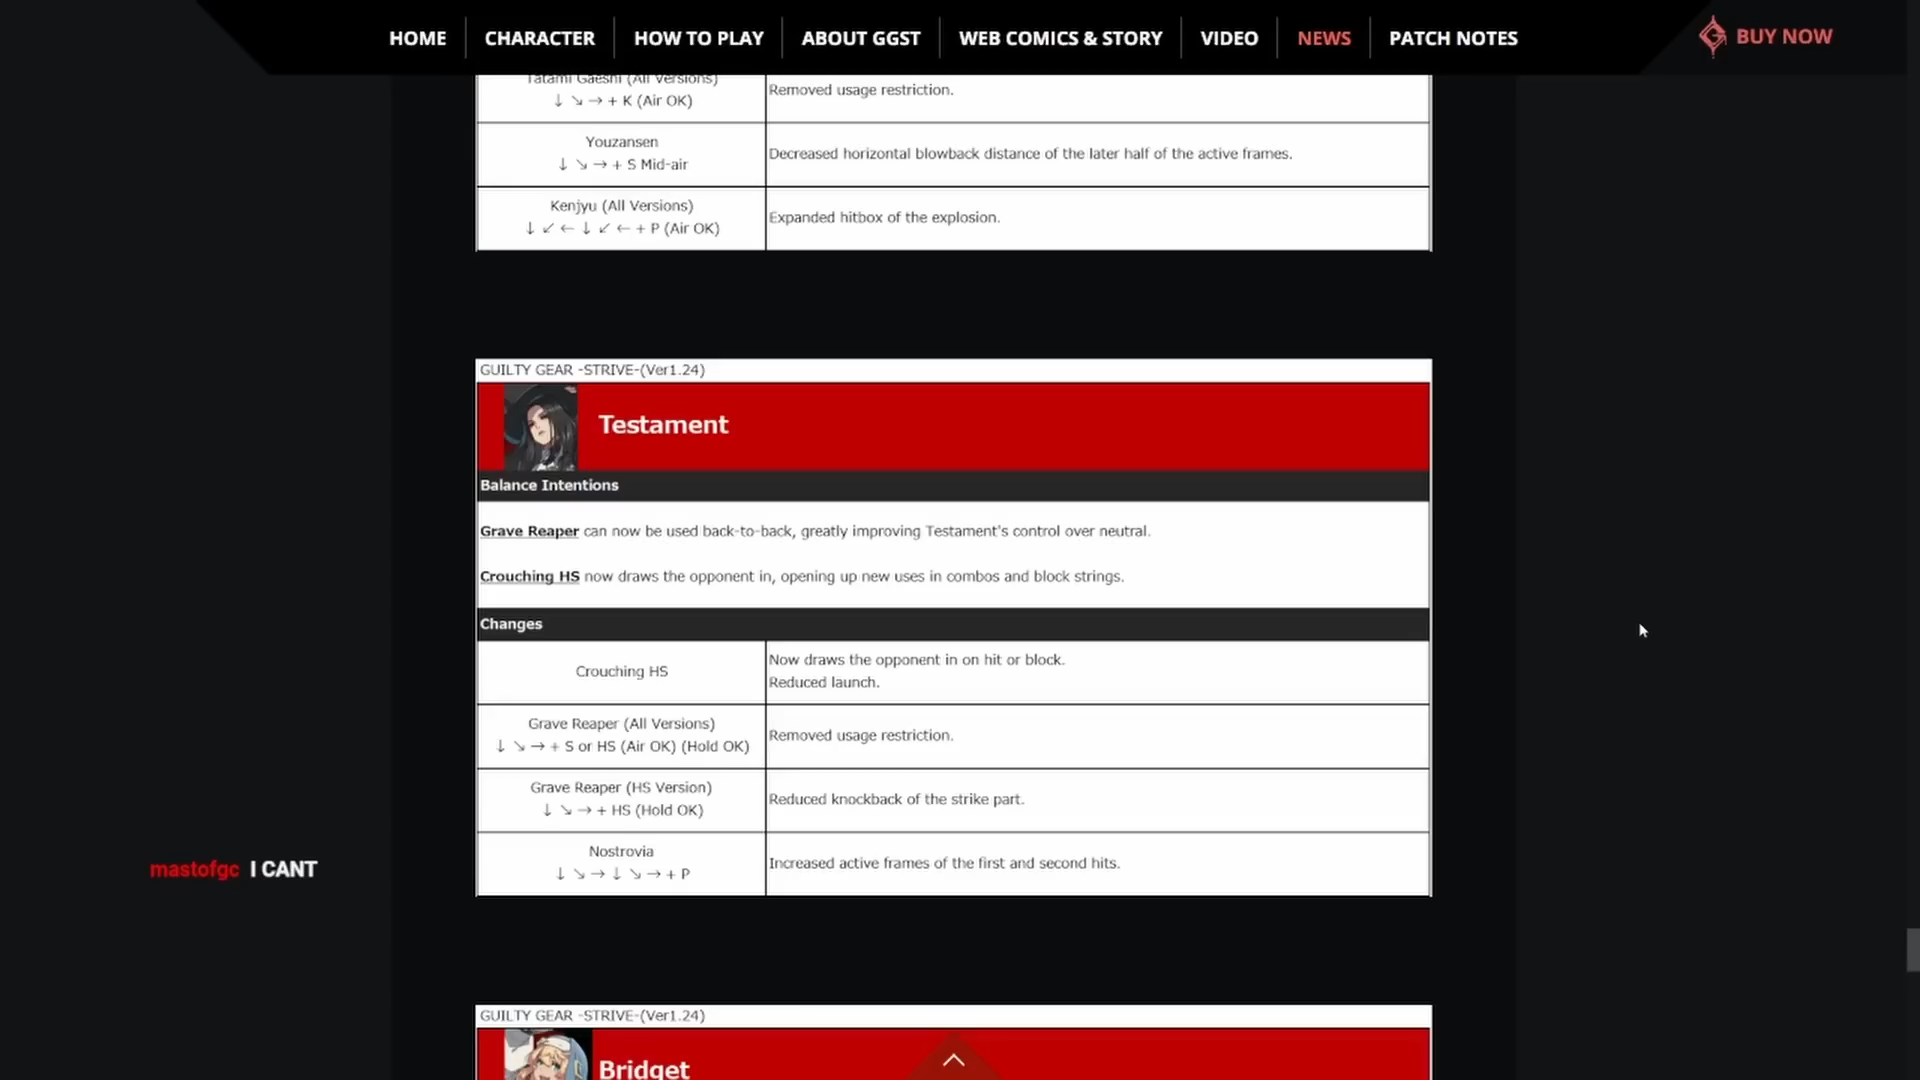 HOME CHARACTER HOW TO PLAY ABOUT GGST WEB COMICS & STORY VIDEO NEWS PATCH NOTES BUY NOW
Tatami Gaeshi (All Versions)
↓ ↘ → + K (Air OK)
Removed usage restriction.
Youzansen
↓ ↘ → + S Mid-air
Decreased horizontal blowback distance of the later half of the active frames.
Kenjyu (All Versions)
↓ ↙ ← ↓ ↙ ← + P (Air OK)
Expanded hitbox of the explosion.
GUILTY GEAR -STRIVE-(Ver1.24)
Testament
Balance Intentions
Grave Reaper can now be used back-to-back, greatly improving Testament's control over neutral.
Crouching HS now draws the opponent in, opening up new uses in combos and block strings.
Changes
Crouching HS
Now draws the opponent in on hit or block.
Reduced launch.
Grave Reaper (All Versions)
↓ ↘ → + S or HS (Air OK) (Hold OK)
Removed usage restriction.
Grave Reaper (HS Version)
↓ ↘ → + HS (Hold OK)
Reduced knockback of the strike part.
Nostrovia
↓ ↘ → ↓ ↘ → + P
Increased active frames of the first and second hits.
mastofgc I CANT
GUILTY GEAR -STRIVE-(Ver1.24)
Bridget